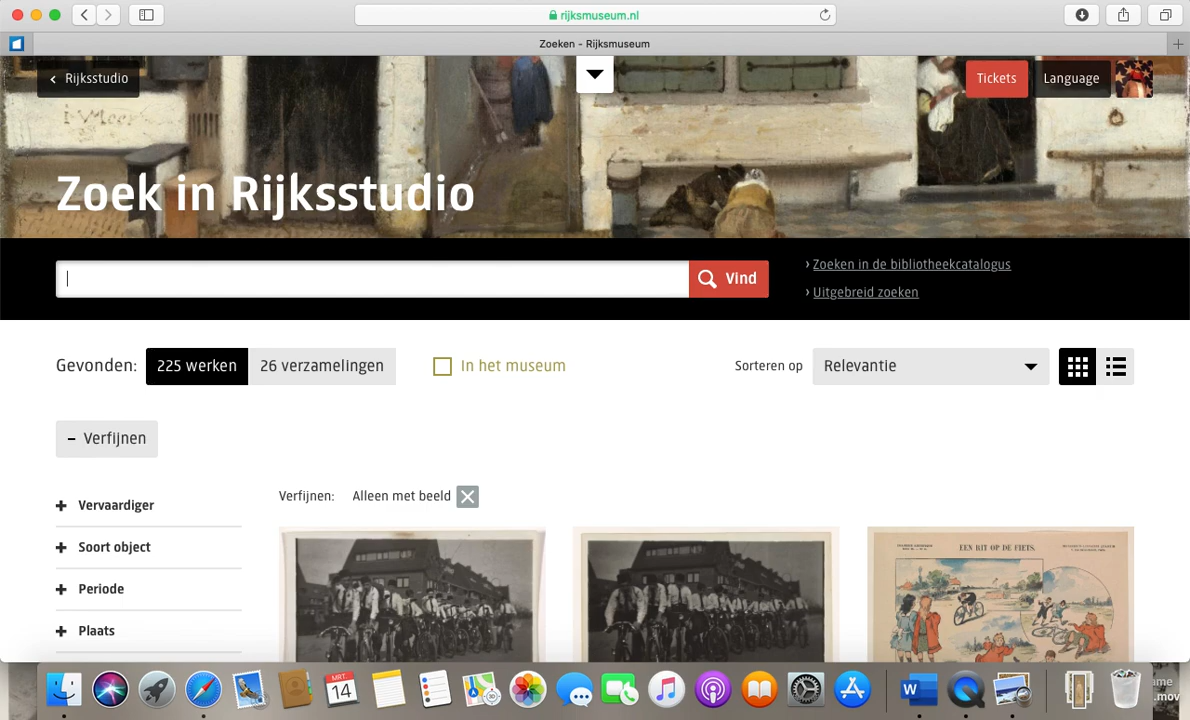 rijksmuseum.nl
Zoeken - Rijksmuseum
Rijksstudio
Tickets
Language
Zoek in Rijksstudio
Vind
› Zoeken in de bibliotheekcatalogus
› Uitgebreid zoeken
Gevonden: 225 werken 26 verzamelingen
In het museum
Sorteren op Relevantie
– Verfijnen
Verfijnen: Alleen met beeld
+ Vervaardiger
+ Soort object
+ Periode
+ Plaats
EEN RIT OP DE FIETS.
MRT.
14
W
ame
.mov